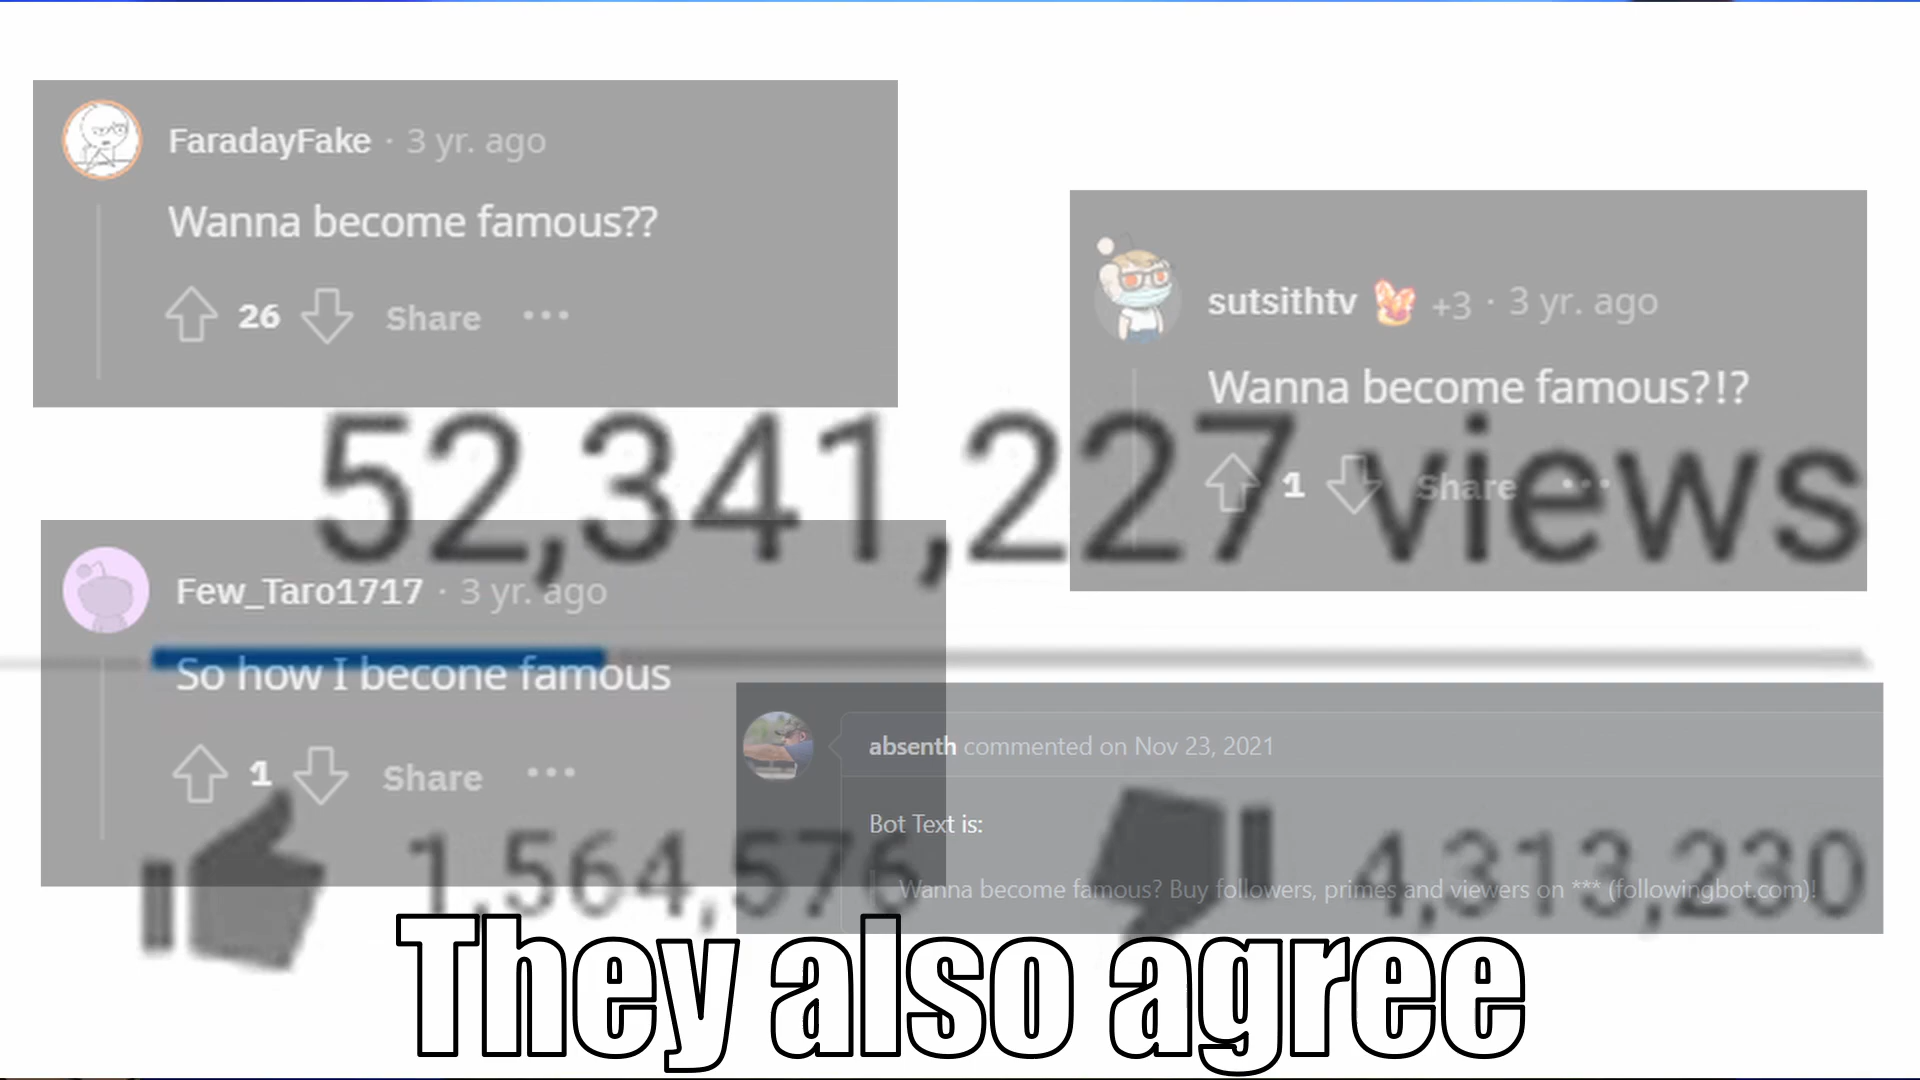 FaradayFake · 3 yr. ago
Wanna become famous??
26 Share ...
sutsithtv +3 · 3 yr. ago
Wanna become famous?!?
1 Share ...
52,341,227 views
Few_Taro1717 · 3 yr. ago
So how I becone famous
1 Share ...
absenth commented on Nov 23, 2021
Bot Text is:
Wanna become famous? Buy followers, primes and viewers on *** (followingbot.com)!
1,564,576 4,313,230
They also agree